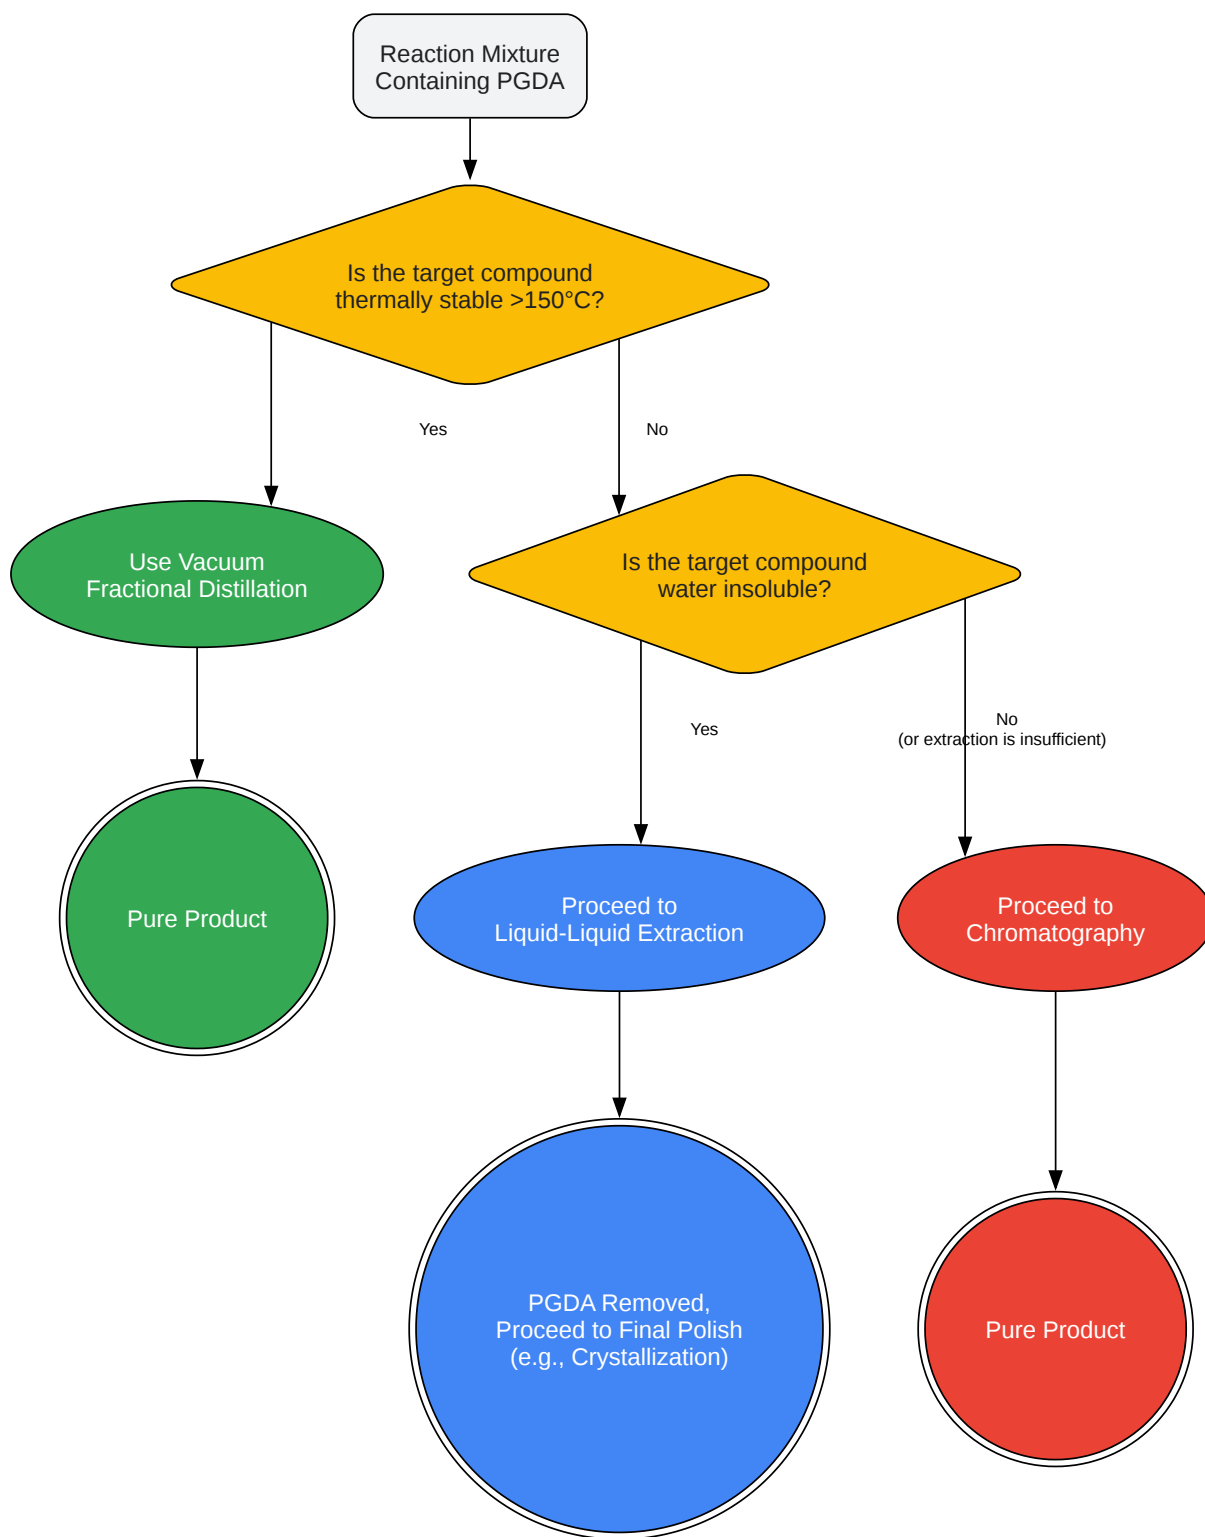 Reaction Mixture
Containing PGDA
Is the target compound
thermally stable >150°C?
Yes
No
Use Vacuum
Fractional Distillation
Is the target compound
water insoluble?
Yes
No
(or extraction is insufficient)
Pure Product
Proceed to
Liquid-Liquid Extraction
Proceed to
Chromatography
PGDA Removed,
Proceed to Final Polish
(e.g., Crystallization)
Pure Product